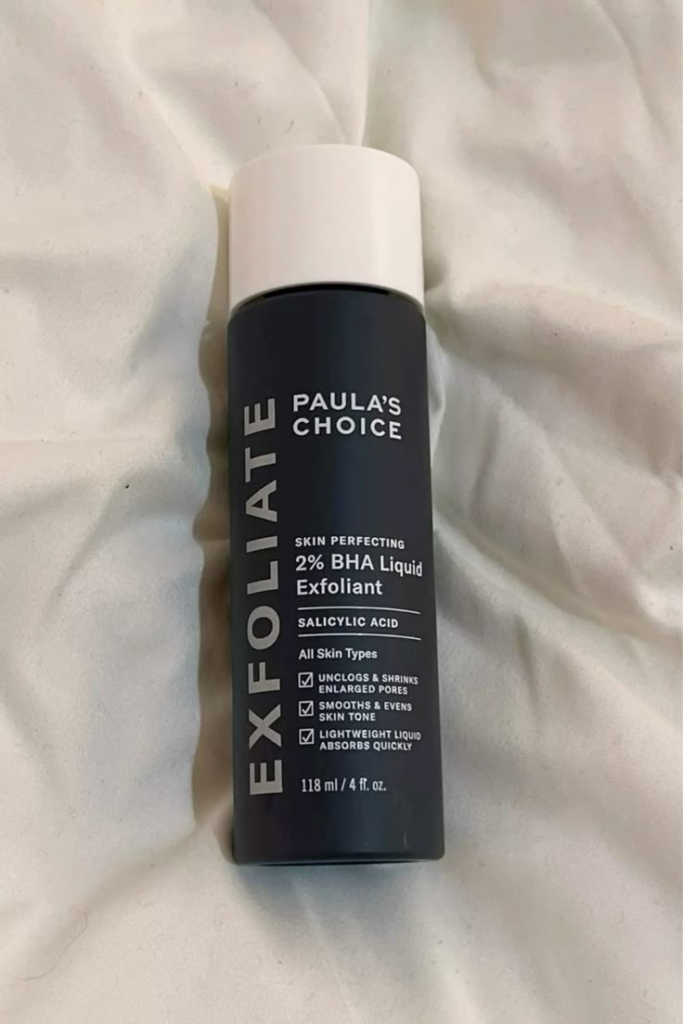 EXFOLIATE
PAULA'S
CHOICE
SKIN PERFECTING
2% BHA Liquid
Exfoliant
SALICYLIC ACID
All Skin Types
UNCLOGS & SHRINKS
ENLARGED PORES
SMOOTHS & EVENS
SKIN TONE
LIGHTWEIGHT LIQUID
ABSORBS QUICKLY
118 ml / 4 fl. oz.